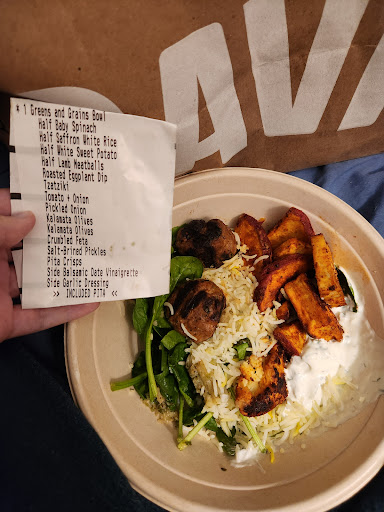 AVA
* 1 Greens and Grains Bowl
Half Baby Spinach
Half Saffron White Rice
Half White Sweet Potato
Half Lamb Meatballs
Roasted Eggplant Dip
Tzatziki
Tomato + Onion
Pickled Onion
Kalamata Olives
Kalamata Olives
Crumbled Feta
Salt-Brined Pickles
Pita Crisps
Side Balsamic Date Vinaigrette
Side Garlic Dressing
>> INCLUDED PITA <<